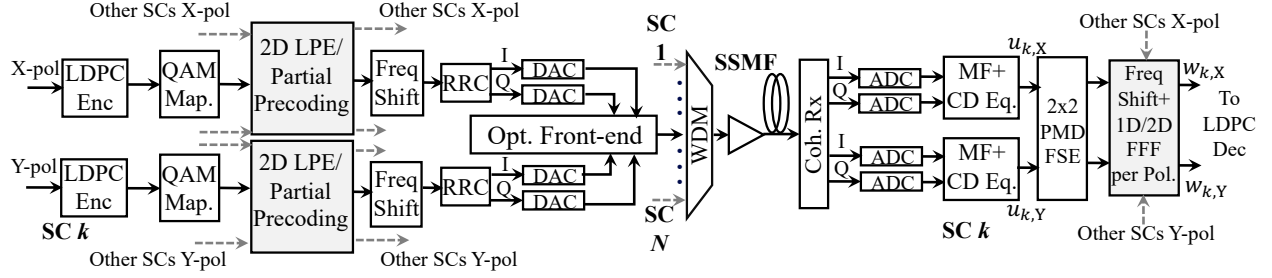 Other SCs X-pol
Other SCs X-pol
X-pol
LDPC
Enc
QAM
Map.
2D LPE/
Partial
Precoding
Freq
Shift
RRC
I
Q
DAC
DAC
Opt. Front-end
Y-pol
LDPC
Enc
QAM
Map.
2D LPE/
Partial
Precoding
Freq
Shift
RRC
I
Q
DAC
DAC
SC k
Other SCs Y-pol
Other SCs Y-pol
SC
1
SC
N
WDM
SSMF
Coh. Rx
I
Q
I
Q
ADC
ADC
ADC
ADC
MF+
CD Eq.
MF+
CD Eq.
SC k
u_{k,X}
u_{k,Y}
2x2
PMD
FSE
Other SCs X-pol
Freq
Shift+
1D/2D
FFF
per Pol.
Other SCs Y-pol
w_{k,X}
To
LDPC
Dec
w_{k,Y}